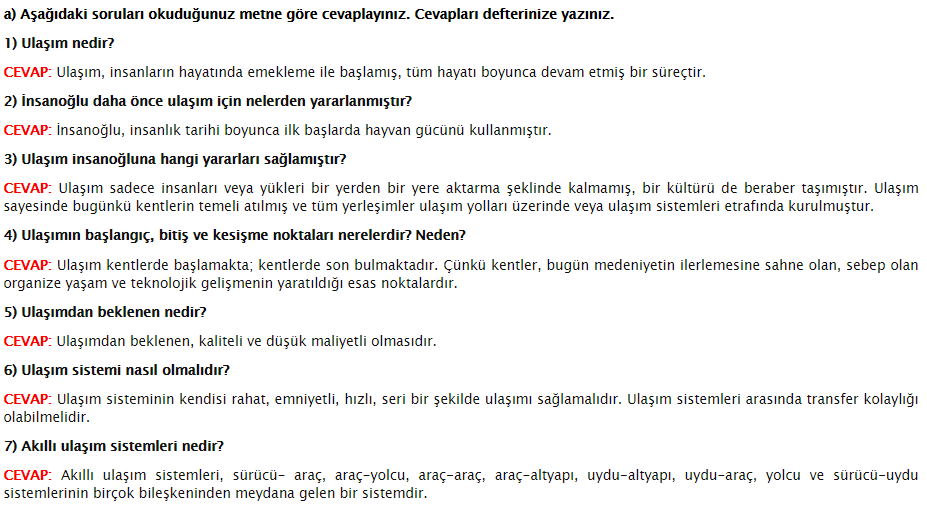 a) Aşağıdaki soruları okuduğunuz metne göre cevaplayınız. Cevapları defterinize yazınız.
1) Ulaşım nedir?
CEVAP: Ulaşım, insanların hayatında emekleme ile başlamış, tüm hayatı boyunca devam etmiş bir süreçtir.
2) İnsanoğlu daha önce ulaşım için nelerden yararlanmıştır?
CEVAP: İnsanoğlu, insanlık tarihi boyunca ilk başlarda hayvan gücünü kullanmıştır.
3) Ulaşım insanoğluna hangi yararları sağlamıştır?
CEVAP: Ulaşım sadece insanları veya yükleri bir yerden bir yere aktarma şeklinde kalmamış, bir kültürü de beraber taşımıştır. Ulaşım
sayesinde bugünkü kentlerin temeli atılmış ve tüm yerleşimler ulaşım yolları üzerinde veya ulaşım sistemleri etrafında kurulmuştur.
4) Ulaşımın başlangıç, bitiş ve kesişme noktaları nerelerdir? Neden?
CEVAP: Ulaşım kentlerde başlamakta; kentlerde son bulmaktadır. Çünkü kentler, bugün medeniyetin ilerlemesine sahne olan, sebep olan
organize yaşam ve teknolojik gelişmenin yaratıldığı esas noktalardır.
5) Ulaşımdan beklenen nedir?
CEVAP: Ulaşımdan beklenen, kaliteli ve düşük maliyetli olmasıdır.
6) Ulaşım sistemi nasıl olmalıdır?
CEVAP: Ulaşım sisteminin kendisi rahat, emniyetli, hızlı, seri bir şekilde ulaşımı sağlamalıdır. Ulaşım sistemleri arasında transfer kolaylığı
olabilmelidir.
7) Akıllı ulaşım sistemleri nedir?
CEVAP: Akıllı ulaşım sistemleri, sürücü- araç, araç-yolcu, araç-araç, araç-altyapı, uydu-altyapı, uydu-araç, yolcu ve sürücü-uydu
sistemlerinin birçok bileşkeninden meydana gelen bir sistemdir.